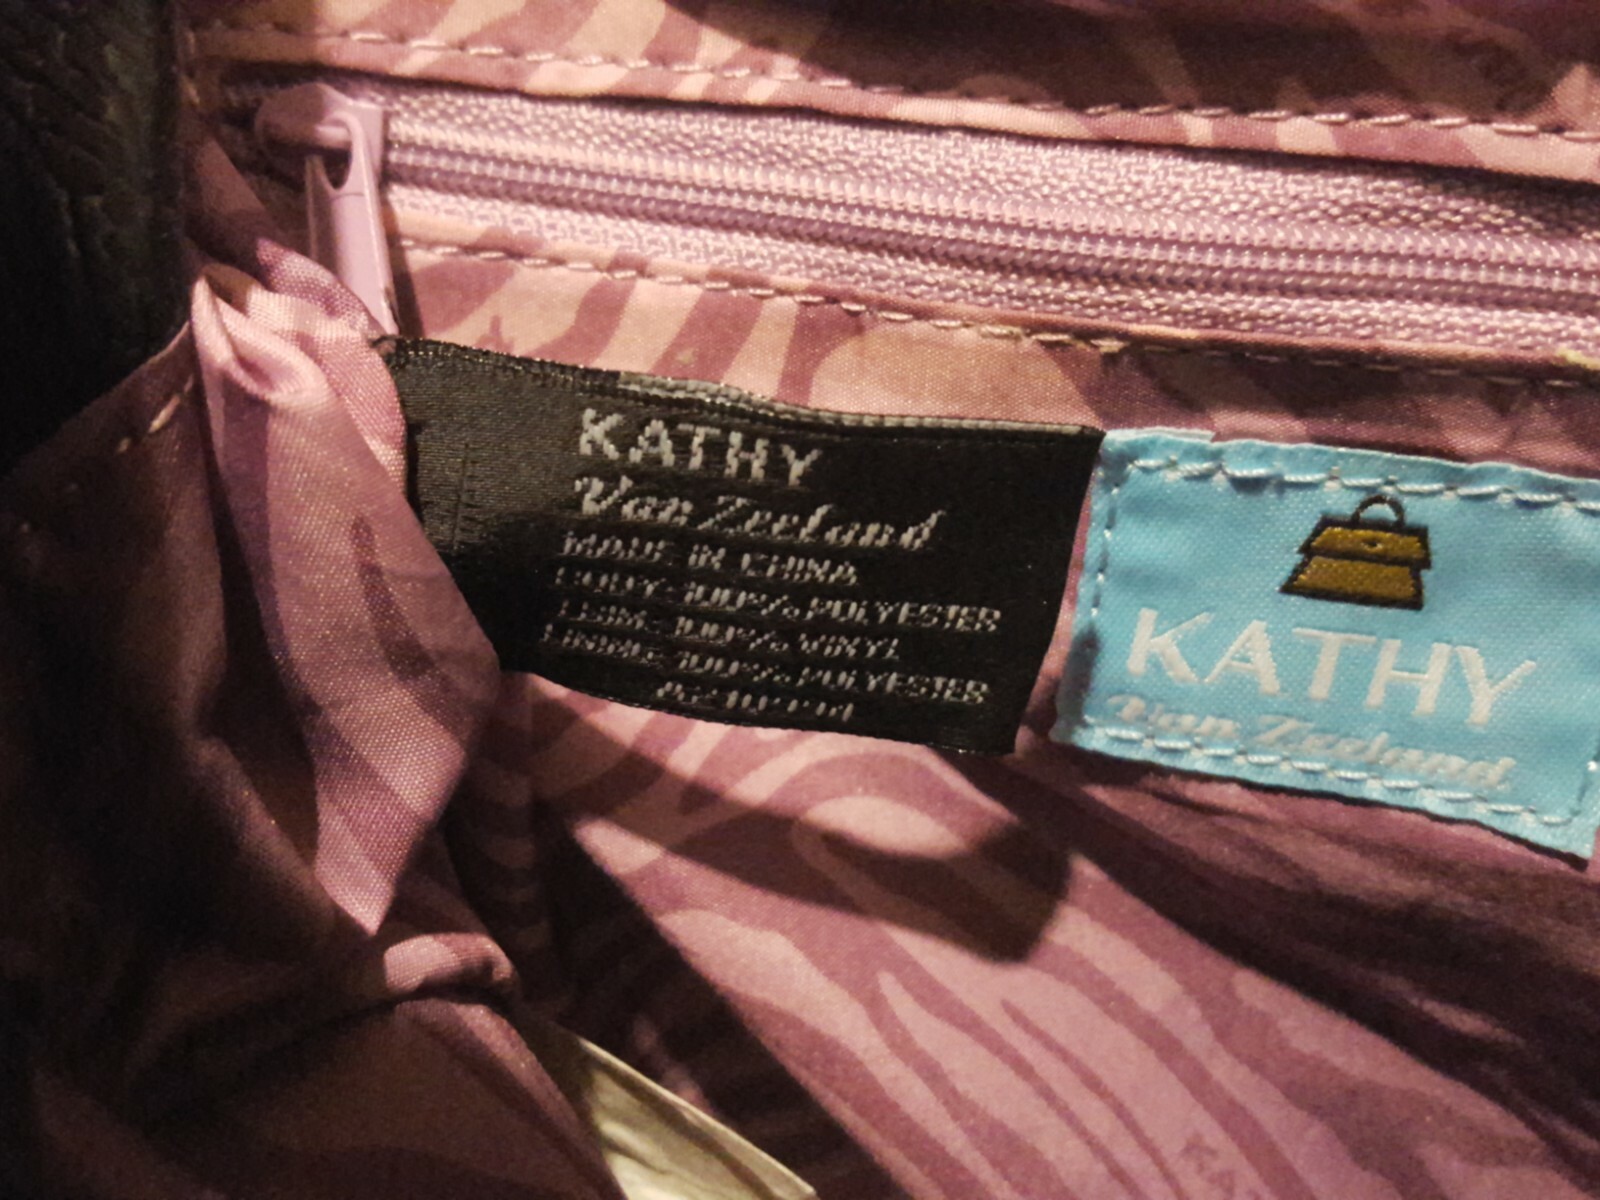 KATHY
Van Zeeland
MADE IN CHINA
BODY: 100% POLYESTER
TRIM: 100% VINYL
LINING: 100% POLYESTER
KATHY
Van Zeeland